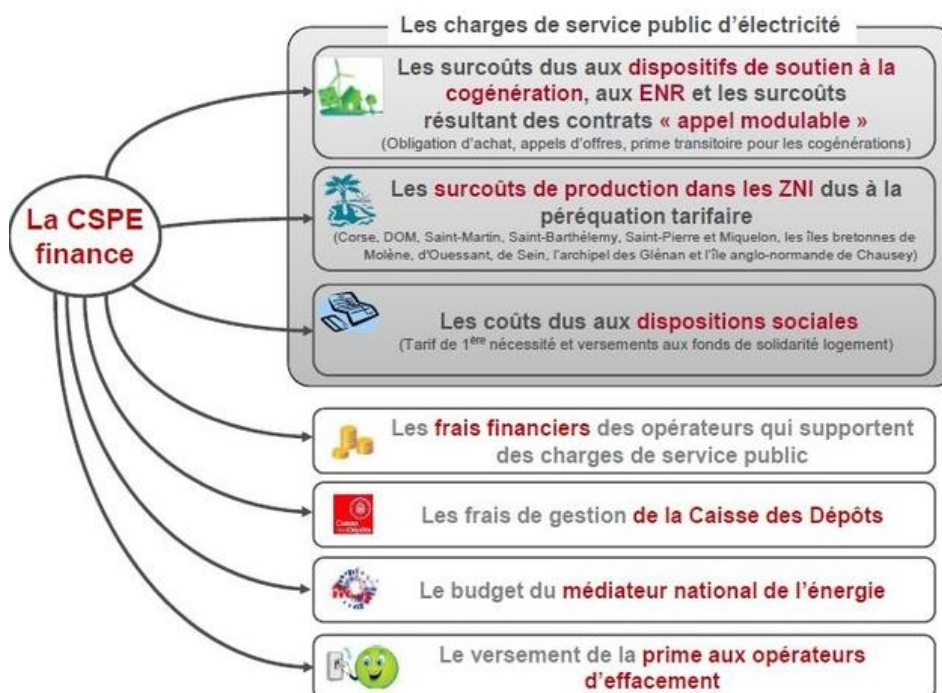 Les charges de service public d'électricité
La CSPE
finance
Les surcoûts dus aux dispositifs de soutien à la
cogénération, aux ENR et les surcoûts
résultant des contrats « appel modulable »
(Obligation d'achat, appels d'offres, prime transitoire pour les cogénérations)
Les surcoûts de production dans les ZNI dus à la
péréquation tarifaire
(Corse, DOM, Saint-Martin, Saint-Barthélemy, Saint-Pierre et Miquelon, les îles bretonnes de
Molène, d'Ouessant, de Sein, l'archipel des Glénan et l'île anglo-normande de Chausey)
Les coûts dus aux dispositions sociales
(Tarif de 1ère nécessité et versements aux fonds de solidarité logement)
Les frais financiers des opérateurs qui supportent
des charges de service public
Les frais de gestion de la Caisse des Dépôts
Le budget du médiateur national de l'énergie
Le versement de la prime aux opérateurs
d'effacement